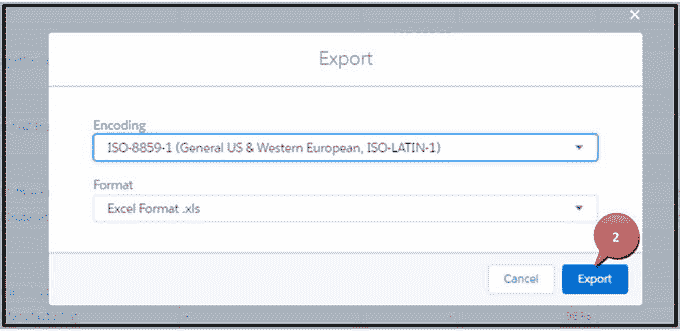 ×
Export
Encoding
ISO-8859-1 (General US & Western European, ISO-LATIN-1)
Format
Excel Format .xls
2
Cancel
Export